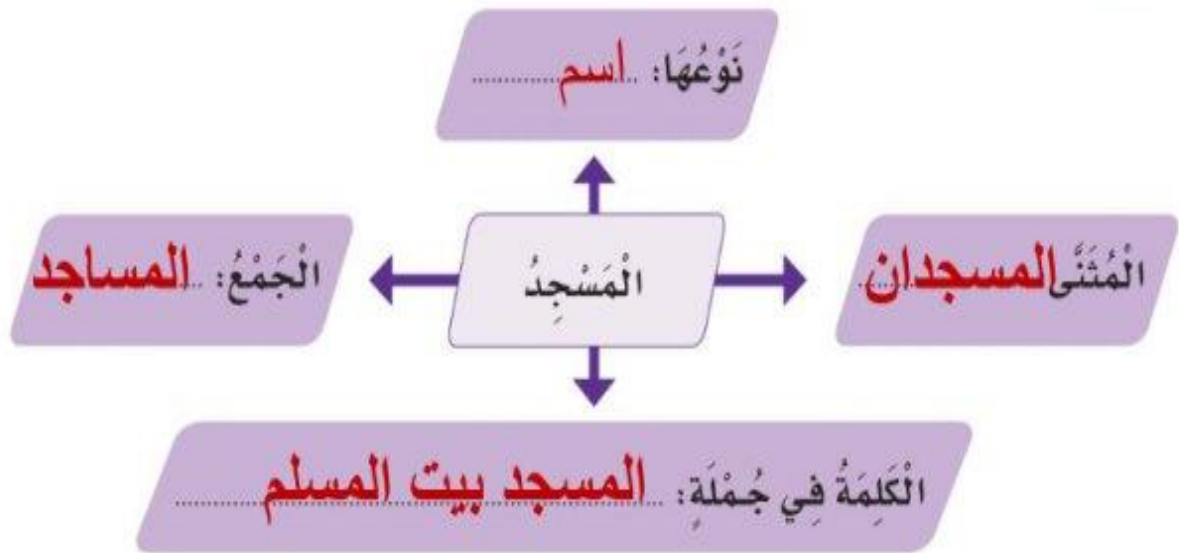 نَوْعُهَا: اسم
الْمُثَنَّى المسجدان
الْمَسْجِدُ
الْجَمْعُ: المساجد
الْكَلِمَةُ فِي جُمْلَةٍ: المسجد بيت المسلم